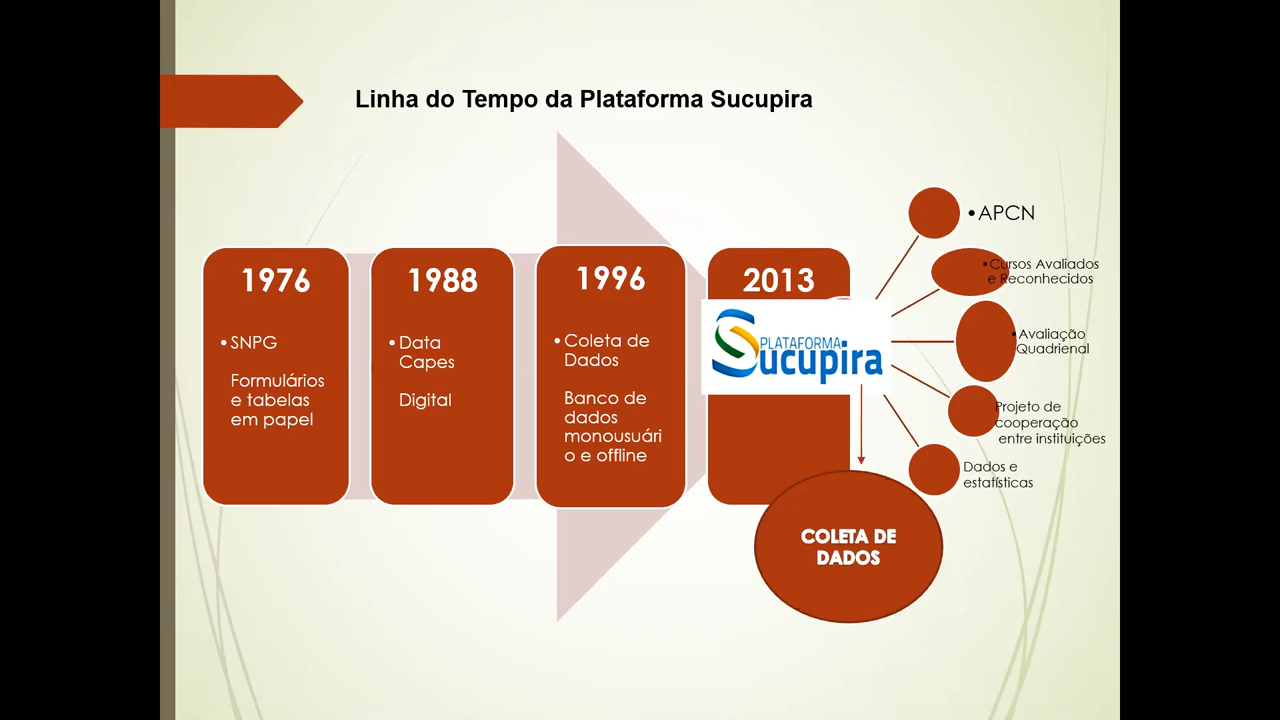 Linha do Tempo da Plataforma Sucupira
1976
•SNPG
Formulários
e tabelas
em papel
1988
•Data
Capes
Digital
1996
•Coleta de
Dados
Banco de
dados
monousuári
o e offline
2013
PLATAFORMA
Sucupira
•APCN
•Cursos Avaliados
e Reconhecidos
•Avaliação
Quadrienal
Projeto de
cooperação
entre instituições
Dados e
estatísticas
COLETA DE
DADOS